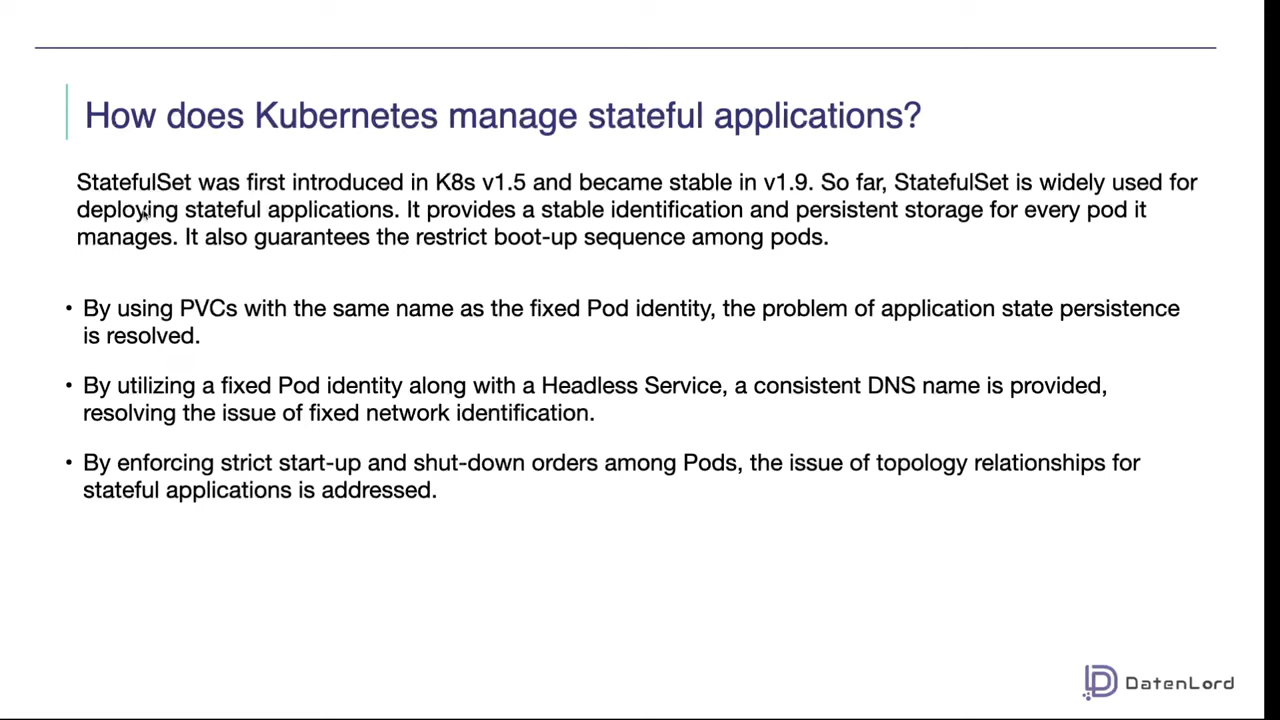 How does Kubernetes manage stateful applications?
StatefulSet was first introduced in K8s v1.5 and became stable in v1.9. So far, StatefulSet is widely used for
deploying stateful applications. It provides a stable identification and persistent storage for every pod it
manages. It also guarantees the restrict boot-up sequence among pods.
• By using PVCs with the same name as the fixed Pod identity, the problem of application state persistence
is resolved.
• By utilizing a fixed Pod identity along with a Headless Service, a consistent DNS name is provided,
resolving the issue of fixed network identification.
• By enforcing strict start-up and shut-down orders among Pods, the issue of topology relationships for
stateful applications is addressed.
DatenLord